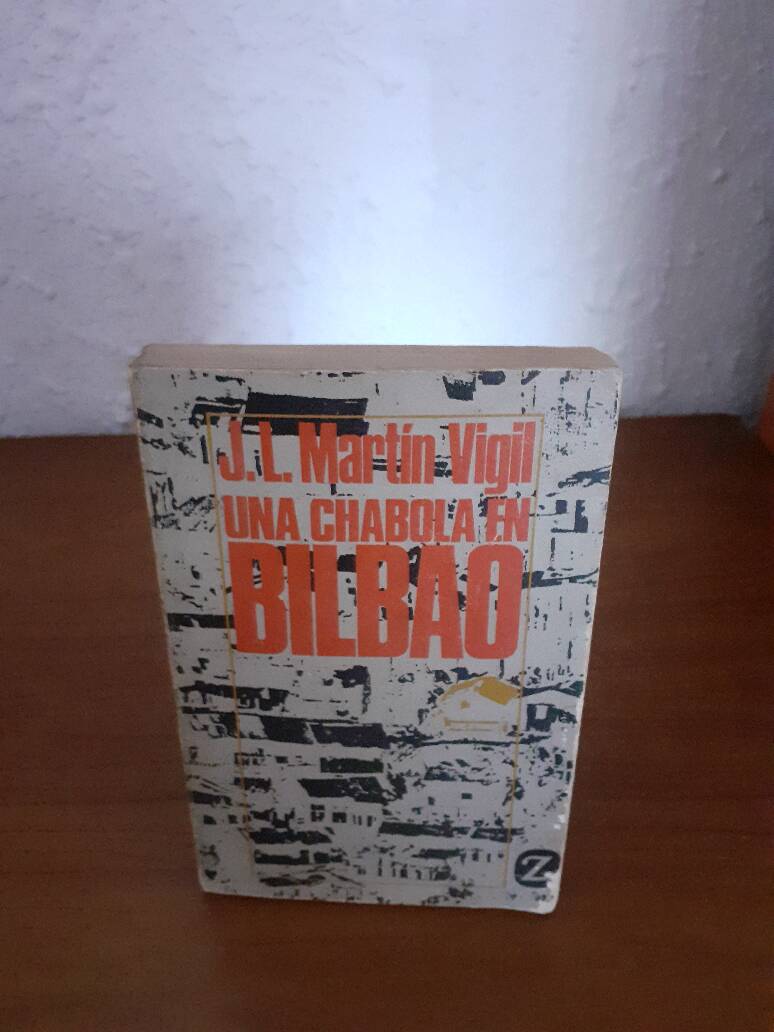 J.L. Martín Vigil
UNA CHABOLA EN
BILBAO
Z